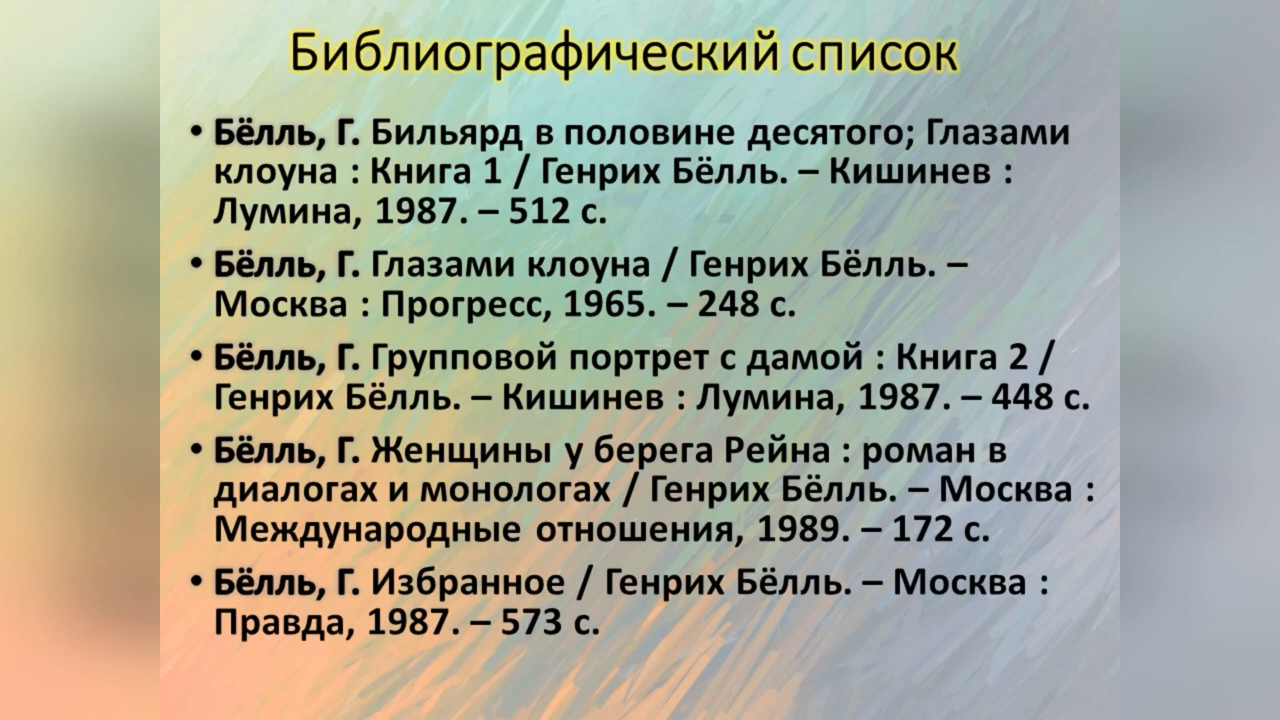 Библиографический список
• Бёлль, Г. Бильярд в половине десятого; Глазами
клоуна : Книга 1 / Генрих Бёлль. – Кишинев :
Лумина, 1987. – 512 с.
• Бёлль, Г. Глазами клоуна / Генрих Бёлль. –
Москва : Прогресс, 1965. – 248 с.
• Бёлль, Г. Групповой портрет с дамой : Книга 2 /
Генрих Бёлль. – Кишинев : Лумина, 1987. – 448 с.
• Бёлль, Г. Женщины у берега Рейна : роман в
диалогах и монологах / Генрих Бёлль. – Москва :
Международные отношения, 1989. – 172 с.
• Бёлль, Г. Избранное / Генрих Бёлль. – Москва :
Правда, 1987. – 573 с.